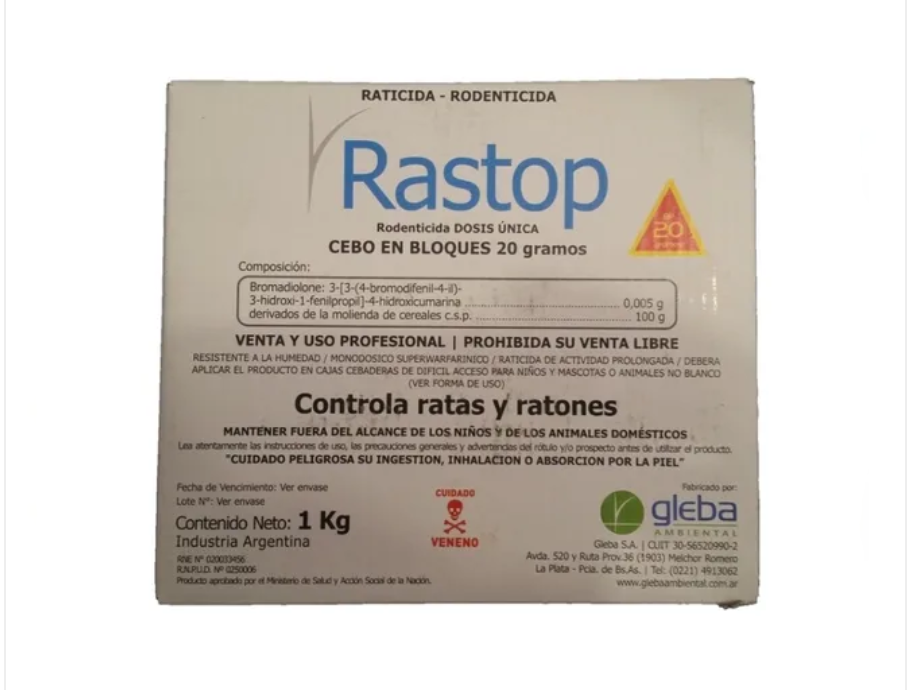 RATICIDA - RODENTICIDA
Rastop
Rodenticida DOSIS ÚNICA
CEBO EN BLOQUES 20 gramos
20
Composición:
Bromadiolone: 3-[3-(4-bromodifenil-4-il)-
3-hidroxi-1-fenilpropil]-4-hidroxicumarina ........ 0,005 g
derivados de la molienda de cereales c.s.p. ........ 100 g
VENTA Y USO PROFESIONAL | PROHIBIDA SU VENTA LIBRE
RESISTENTE A LA HUMEDAD / MONODOSICO SUPERWARFARINICO / RATICIDA DE ACTIVIDAD PROLONGADA / DEBERA
APLICAR EL PRODUCTO EN CAJAS CEBADERAS DE DIFICIL ACCESO PARA NIÑOS Y MASCOTAS O ANIMALES NO BLANCO
(VER FORMA DE USO)
Controla ratas y ratones
MANTENER FUERA DEL ALCANCE DE LOS NIÑOS Y DE LOS ANIMALES DOMÉSTICOS
Lea atentamente las instrucciones de uso, las precauciones generales y advertencias del rótulo y/o prospecto antes de utilizar el producto.
"CUIDADO PELIGROSA SU INGESTION, INHALACION O ABSORCION POR LA PIEL"
Fecha de Vencimiento: Ver envase
Lote N°: Ver envase
Contenido Neto: 1 Kg
Industria Argentina
RNE N° 020033456
R.N.P.U.D. Nº 0250006
Producto aprobado por el Ministerio de Salud y Acción Social de la Nación.
CUIDADO
VENENO
Fabricado por:
gleba
AMBIENTAL
Gleba S.A. | CUIT 30-56520990-2
Avda. 520 y Ruta Prov.36 (1903) Melchor Romero
La Plata - Pcia. de Bs.As. | Tel: (0221) 4913062
www.glebaambiental.com.ar